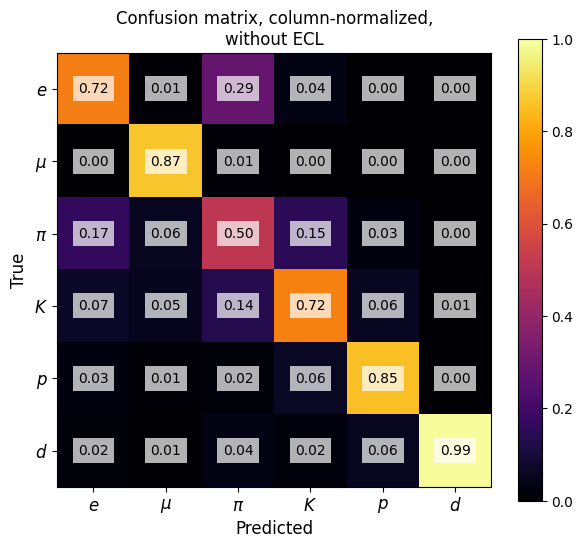 Confusion matrix, column-normalized,
without ECL
e 0.72 0.01 0.29 0.04 0.00 0.00
μ 0.00 0.87 0.01 0.00 0.00 0.00
π 0.17 0.06 0.50 0.15 0.03 0.00
K 0.07 0.05 0.14 0.72 0.06 0.01
p 0.03 0.01 0.02 0.06 0.85 0.00
d 0.02 0.01 0.04 0.02 0.06 0.99
e μ π K p d
Predicted
True
1.0
0.8
0.6
0.4
0.2
0.0